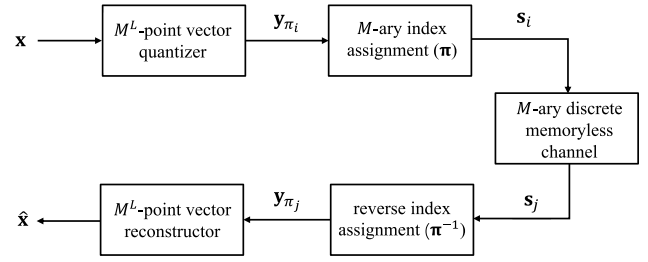 x
M^L-point vector
quantizer
y_{π_i}
M-ary index
assignment (π)
s_i
M-ary discrete
memoryless
channel
s_j
reverse index
assignment (π⁻¹)
y_{π_j}
M^L-point vector
reconstructor
x̂